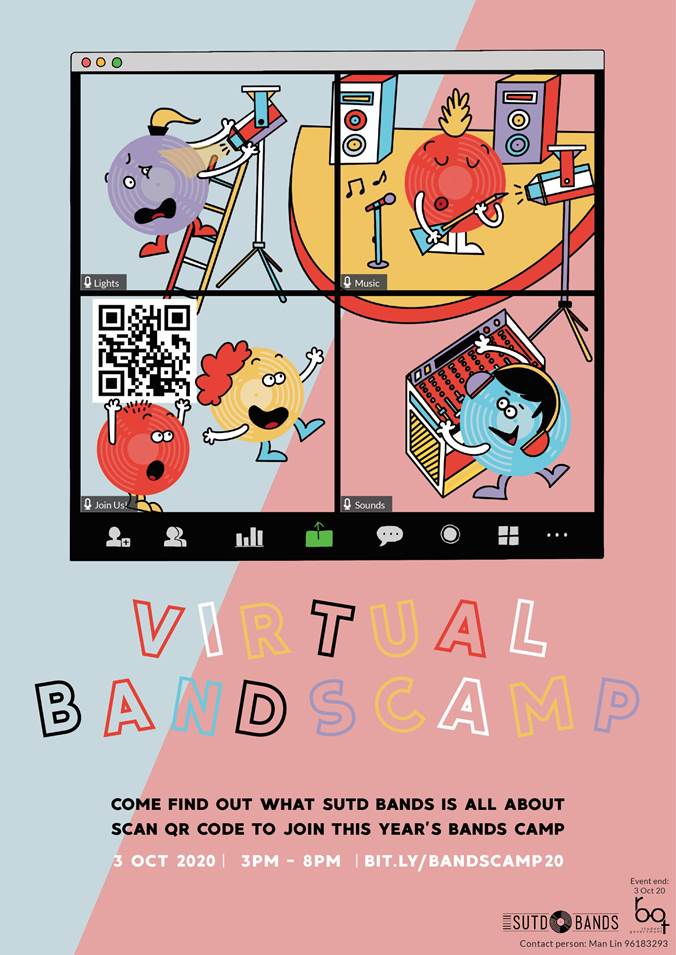 Lights
Music
Join Us!
Sounds
VIRTUAL
BANDSCAMP
COME FIND OUT WHAT SUTD BANDS IS ALL ABOUT
SCAN QR CODE TO JOIN THIS YEAR'S BANDS CAMP
3 OCT 2020 | 3PM - 8PM | BIT.LY/BANDSCAMP20
Event end:
3 Oct 20
SUTD BANDS
Contact person: Man Lin 96183293